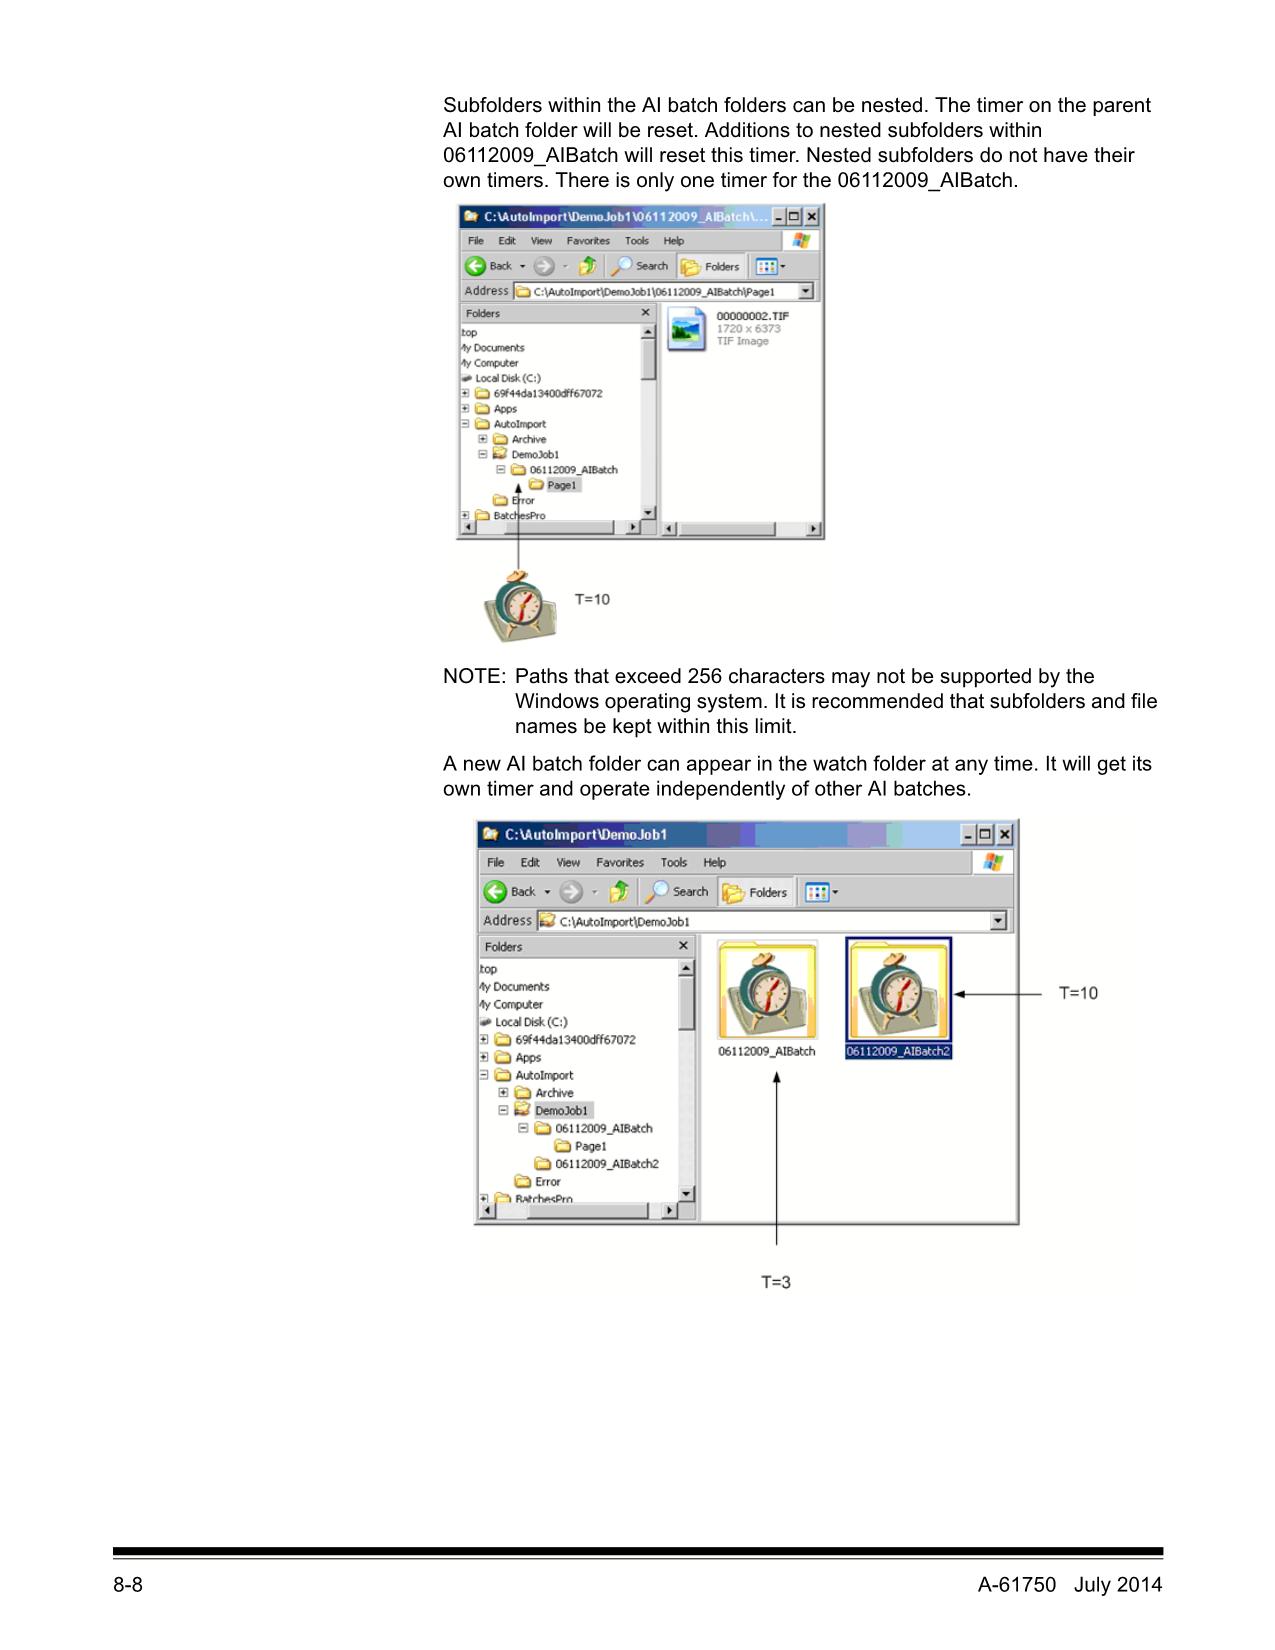 Subfolders within the AI batch folders can be nested. The timer on the parent
AI batch folder will be reset. Additions to nested subfolders within
06112009_AIBatch will reset this timer. Nested subfolders do not have their
own timers. There is only one timer for the 06112009_AIBatch.
C:\AutoImport\DemoJob1\06112009_AIBatch\...
File Edit View Favorites Tools Help
Back Search Folders
Address C:\AutoImport\DemoJob1\06112009_AIBatch\Page1
Folders
top
My Documents
My Computer
Local Disk (C:)
69f44da13400dff67072
Apps
AutoImport
Archive
DemoJob1
06112009_AIBatch
Page1
Error
BatchesPro
00000002.TIF
1720 x 6373
TIF Image
T=10
NOTE: Paths that exceed 256 characters may not be supported by the
Windows operating system. It is recommended that subfolders and file
names be kept within this limit.
A new AI batch folder can appear in the watch folder at any time. It will get its
own timer and operate independently of other AI batches.
C:\AutoImport\DemoJob1
File Edit View Favorites Tools Help
Back Search Folders
Address C:\AutoImport\DemoJob1
Folders
top
My Documents
My Computer
Local Disk (C:)
69f44da13400dff67072
Apps
AutoImport
Archive
DemoJob1
06112009_AIBatch
Page1
06112009_AIBatch2
Error
BatchesPro
06112009_AIBatch 06112009_AIBatch2
T=10
T=3
8-8 A-61750 July 2014